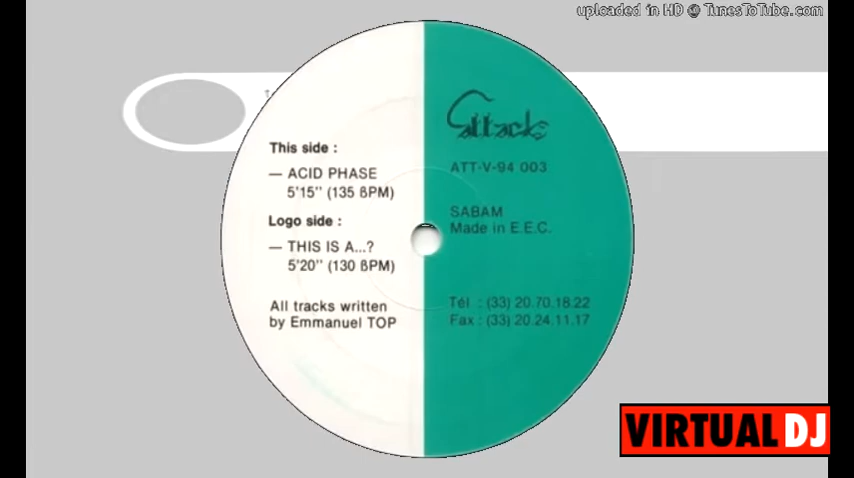 uploaded in HD @ TunesToTube.com
This side :
— ACID PHASE
5'15" (135 BPM)
Logo side :
— THIS IS A...?
5'20" (130 BPM)
All tracks written
by Emmanuel TOP
attack
ATT-V-94 003
SABAM
Made in E.E.C.
Tél : (33) 20.70.18.22
Fax : (33) 20.24.11.17
VIRTUAL DJ